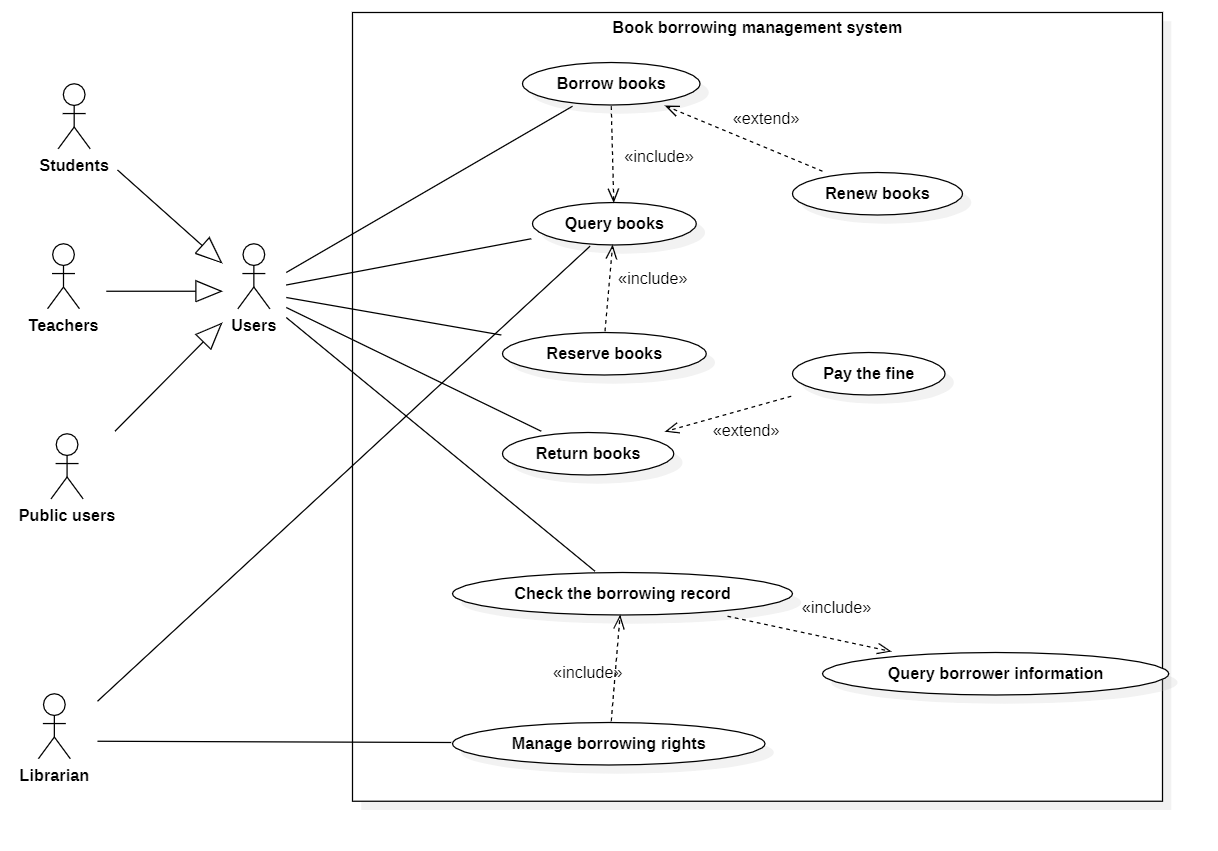 Book borrowing management system
Borrow books
«extend»
Students
«include»
Renew books
Query books
«include»
Teachers
Users
Reserve books
Pay the fine
«extend»
Return books
Public users
Check the borrowing record
«include»
«include»
Query borrower information
Manage borrowing rights
Librarian